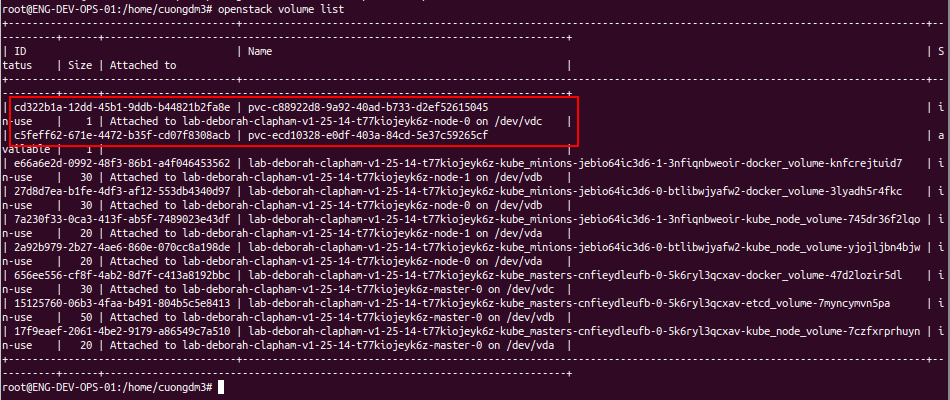 root@ENG-DEV-OPS-01:/home/cuongdm3# openstack volume list
+--------------------------------------+------------------------------------------------------------------------------------------------------------------+--
---------+------+--------------------------------------------------------------------------------+
| ID                                   | Name                                                                                                             | S
tatus    | Size | Attached to                                                                    |
+--------------------------------------+------------------------------------------------------------------------------------------------------------------+--
---------+------+--------------------------------------------------------------------------------+
| cd322b1a-12dd-45b1-9ddb-b44821b2fa8e | pvc-c88922d8-9a92-40ad-b733-d2ef52615045                                                                         | i
n-use    |    1 | Attached to lab-deborah-clapham-v1-25-14-t77kiojeyk6z-node-0 on /dev/vdc       |
| c5feff62-671e-4472-b35f-cd07f8308acb | pvc-ecd10328-e0df-403a-84cd-5e37c59265cf                                                                         | a
vailable |    1 |                                                                                |
| e66a6e2d-0992-48f3-86b1-a4f046453562 | lab-deborah-clapham-v1-25-14-t77kiojeyk6z-kube_minions-jebio64ic3d6-1-3nfiqnbweoir-docker_volume-knfcrejtuid7    | i
n-use    |   30 | Attached to lab-deborah-clapham-v1-25-14-t77kiojeyk6z-node-1 on /dev/vdb       |
| 27d8d7ea-b1fe-4df3-af12-553db4340d97 | lab-deborah-clapham-v1-25-14-t77kiojeyk6z-kube_minions-jebio64ic3d6-0-btlibwjyafw2-docker_volume-3lyadh5r4fkc    | i
n-use    |   30 | Attached to lab-deborah-clapham-v1-25-14-t77kiojeyk6z-node-0 on /dev/vdb       |
| 7a230f33-0ca3-413f-ab5f-7489023e43df | lab-deborah-clapham-v1-25-14-t77kiojeyk6z-kube_minions-jebio64ic3d6-1-3nfiqnbweoir-kube_node_volume-745dr36f2lqo | i
n-use    |   20 | Attached to lab-deborah-clapham-v1-25-14-t77kiojeyk6z-node-1 on /dev/vda       |
| 2a92b979-2b27-4ae6-860e-070cc8a198de | lab-deborah-clapham-v1-25-14-t77kiojeyk6z-kube_minions-jebio64ic3d6-0-btlibwjyafw2-kube_node_volume-yjojljbn4bjw | i
n-use    |   20 | Attached to lab-deborah-clapham-v1-25-14-t77kiojeyk6z-node-0 on /dev/vda       |
| 656ee556-cf8f-4ab2-8d7f-c413a8192bbc | lab-deborah-clapham-v1-25-14-t77kiojeyk6z-kube_masters-cnfieydleufb-0-5k6ryl3qcxav-docker_volume-47d2lozir5dl    | i
n-use    |   30 | Attached to lab-deborah-clapham-v1-25-14-t77kiojeyk6z-master-0 on /dev/vdc     |
| 15125760-06b3-4faa-b491-804b5c5e8413 | lab-deborah-clapham-v1-25-14-t77kiojeyk6z-kube_masters-cnfieydleufb-0-5k6ryl3qcxav-etcd_volume-7myncymvn5pa      | i
n-use    |   50 | Attached to lab-deborah-clapham-v1-25-14-t77kiojeyk6z-master-0 on /dev/vdb     |
| 17f9eaef-2061-4be2-9179-a86549c7a510 | lab-deborah-clapham-v1-25-14-t77kiojeyk6z-kube_masters-cnfieydleufb-0-5k6ryl3qcxav-kube_node_volume-7czfxrprhuyn | i
n-use    |   20 | Attached to lab-deborah-clapham-v1-25-14-t77kiojeyk6z-master-0 on /dev/vda     |
+--------------------------------------+------------------------------------------------------------------------------------------------------------------+--
---------+------+--------------------------------------------------------------------------------+
root@ENG-DEV-OPS-01:/home/cuongdm3#